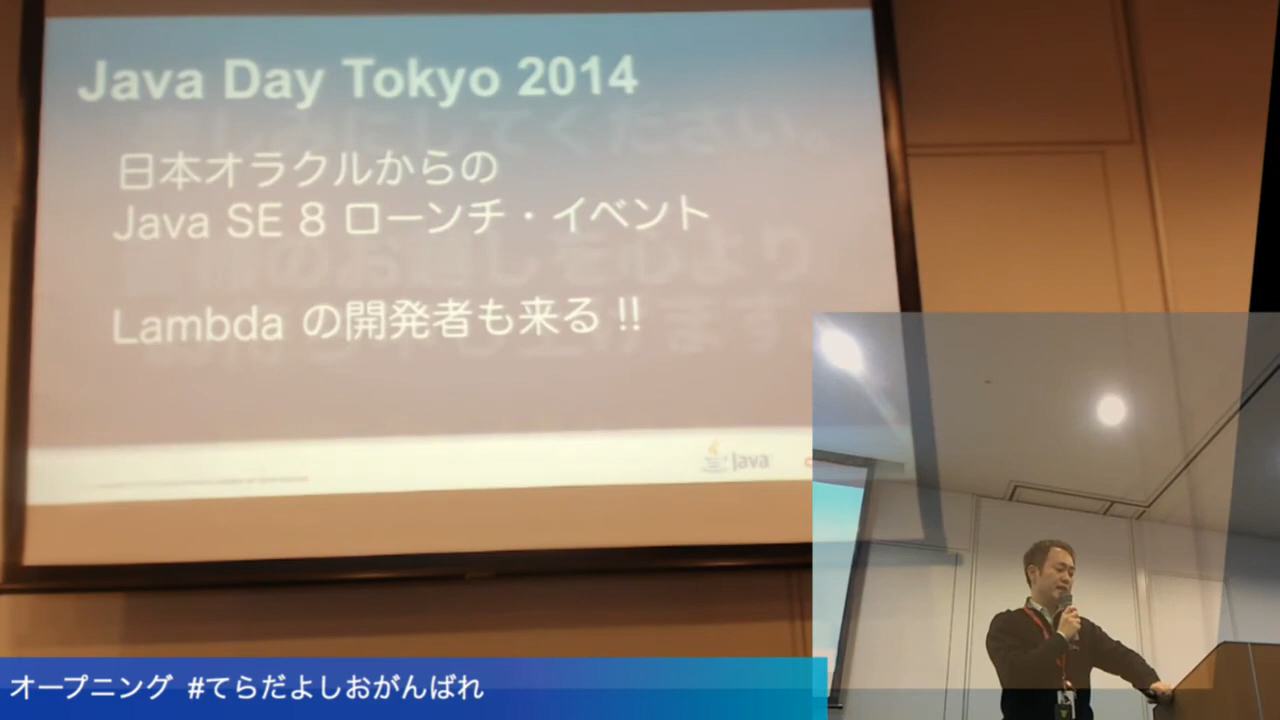 Java Day Tokyo 2014
日本オラクルからの
Java SE 8 ローンチ・イベント
Lambda の開発者も来る !!
Java
オープニング #てらだよしおがんばれ